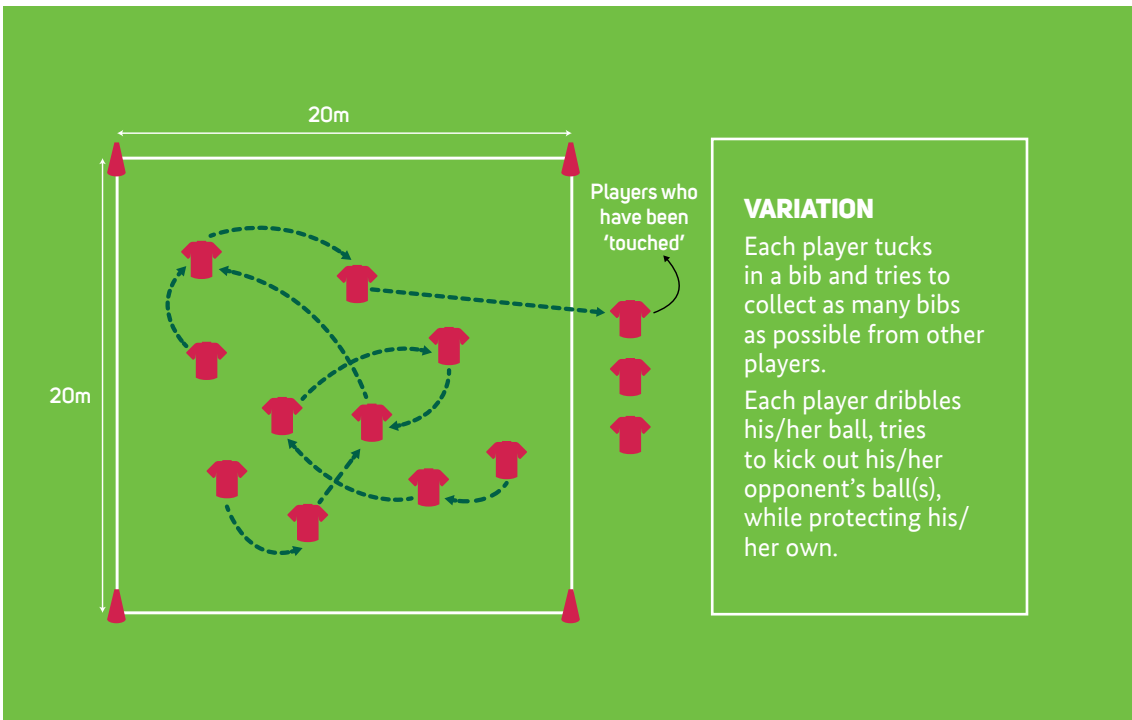 20m
20m
Players who
have been
'touched'
VARIATION
Each player tucks
in a bib and tries to
collect as many bibs
as possible from other
players.
Each player dribbles
his/her ball, tries
to kick out his/her
opponent’s ball(s),
while protecting his/
her own.